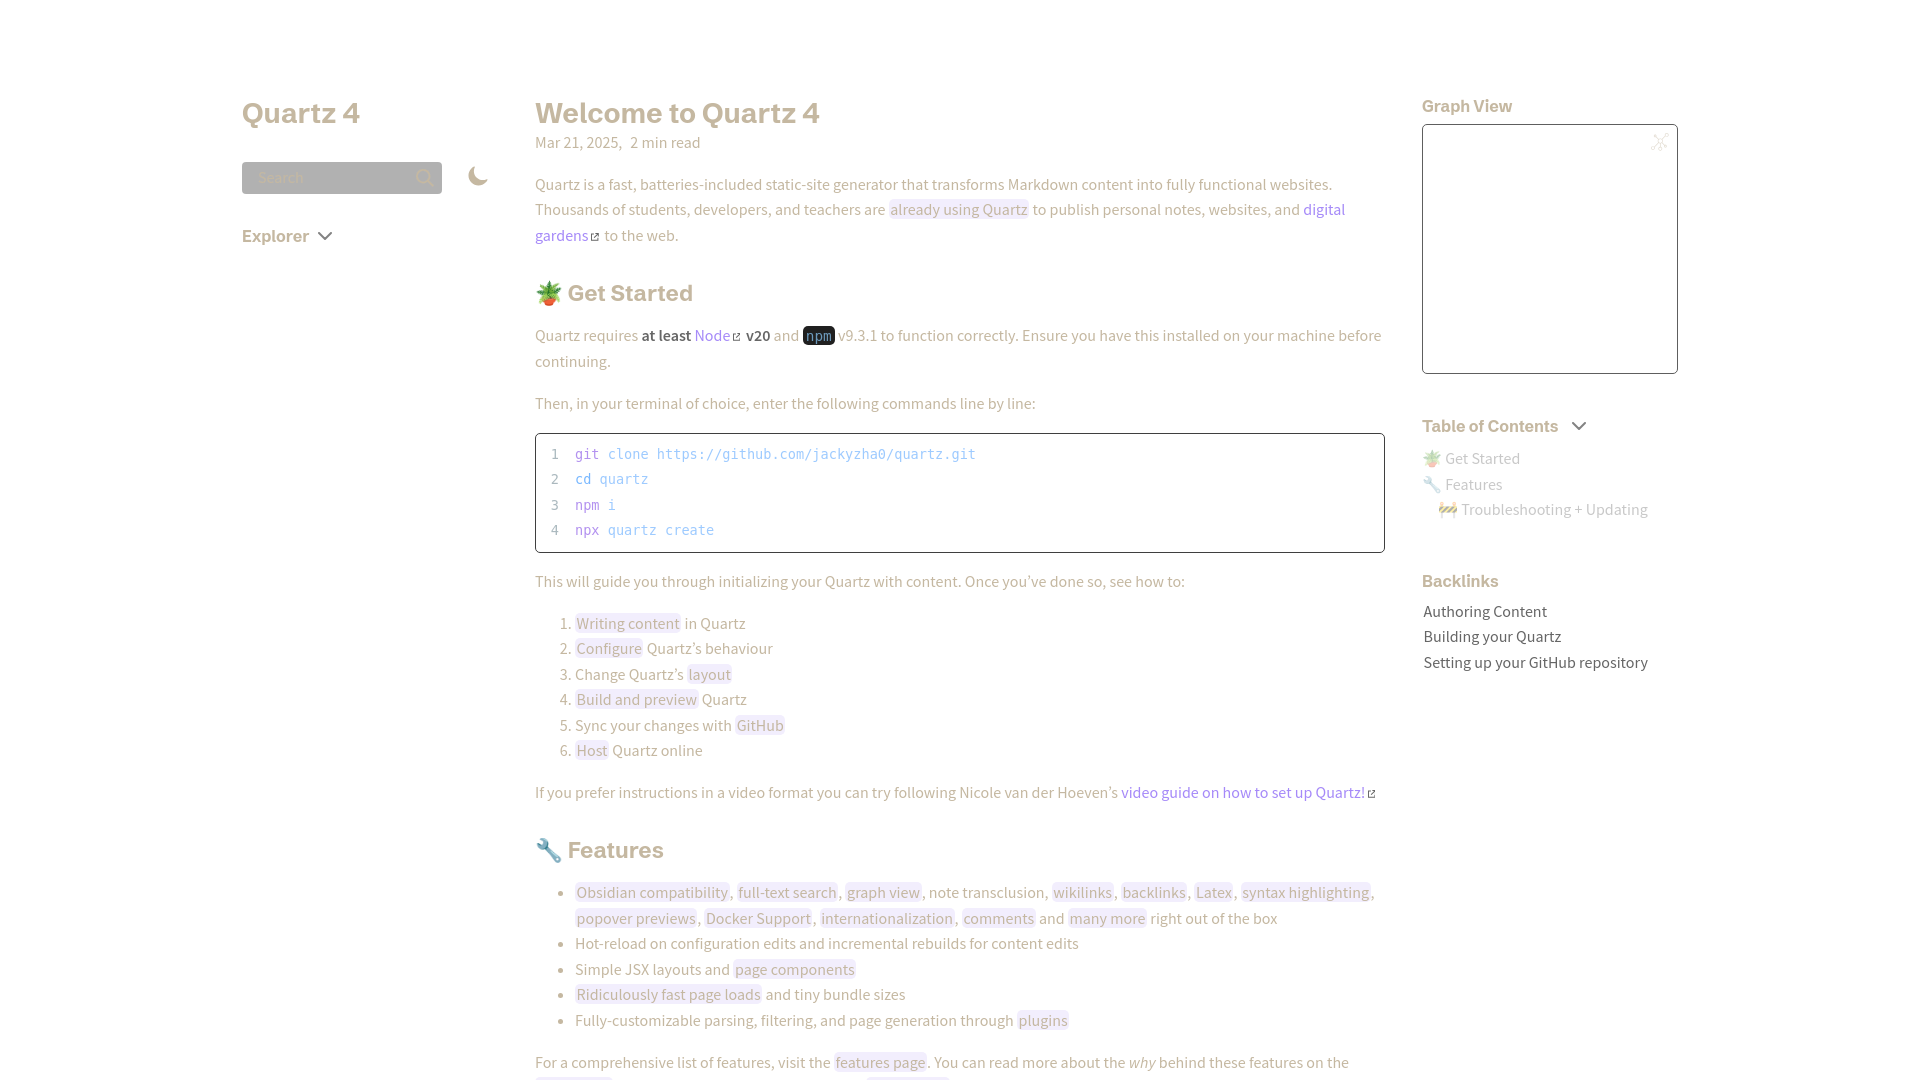 Quartz 4
Search
Explorer
Welcome to Quartz 4
Mar 21, 2025, 2 min read
Quartz is a fast, batteries-included static-site generator that transforms Markdown content into fully functional websites.
Thousands of students, developers, and teachers are already using Quartz to publish personal notes, websites, and digital
gardens to the web.
🪴 Get Started
Quartz requires at least Node v20 and npm v9.3.1 to function correctly. Ensure you have this installed on your machine before
continuing.
Then, in your terminal of choice, enter the following commands line by line:
1 git clone https://github.com/jackyzha0/quartz.git
2 cd quartz
3 npm i
4 npx quartz create
This will guide you through initializing your Quartz with content. Once you’ve done so, see how to:
1. Writing content in Quartz
2. Configure Quartz’s behaviour
3. Change Quartz’s layout
4. Build and preview Quartz
5. Sync your changes with GitHub
6. Host Quartz online
If you prefer instructions in a video format you can try following Nicole van der Hoeven’s video guide on how to set up Quartz!
🔧 Features
• Obsidian compatibility, full-text search, graph view, note transclusion, wikilinks, backlinks, Latex, syntax highlighting,
popover previews, Docker Support, internationalization, comments and many more right out of the box
• Hot-reload on configuration edits and incremental rebuilds for content edits
• Simple JSX layouts and page components
• Ridiculously fast page loads and tiny bundle sizes
• Fully-customizable parsing, filtering, and page generation through plugins
For a comprehensive list of features, visit the features page. You can read more about the why behind these features on the
Graph View
Table of Contents
🪴 Get Started
🔧 Features
🚧 Troubleshooting + Updating
Backlinks
Authoring Content
Building your Quartz
Setting up your GitHub repository